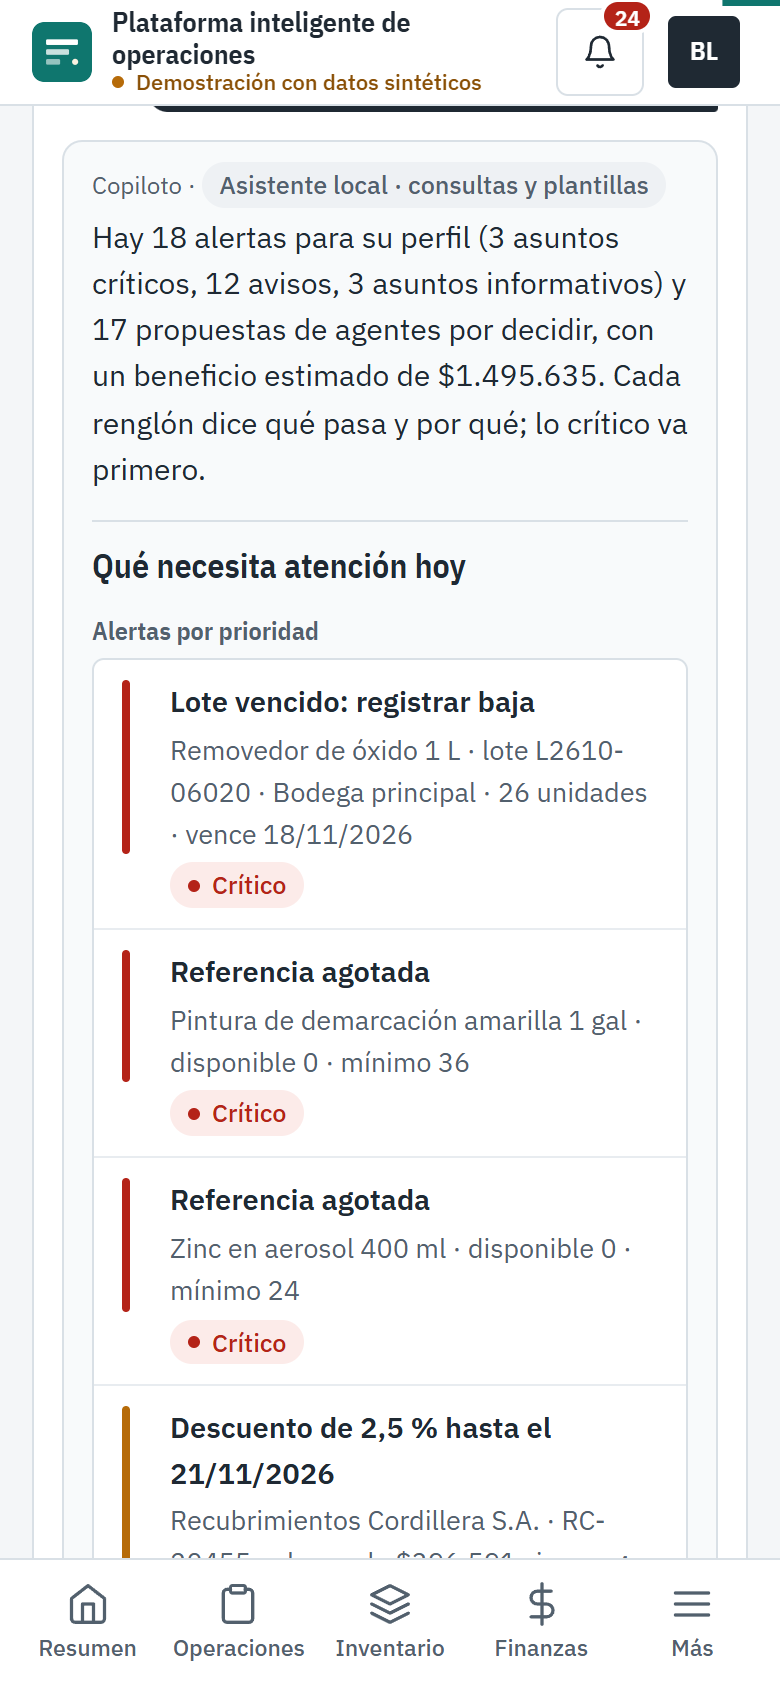 Plataforma inteligente de
operaciones
Demostración con datos sintéticos
24
BL
Copiloto · Asistente local · consultas y plantillas
Hay 18 alertas para su perfil (3 asuntos
críticos, 12 avisos, 3 asuntos informativos) y
17 propuestas de agentes por decidir, con
un beneficio estimado de $1.495.635. Cada
renglón dice qué pasa y por qué; lo crítico va
primero.
Qué necesita atención hoy
Alertas por prioridad
Lote vencido: registrar baja
Removedor de óxido 1 L · lote L2610-
06020 · Bodega principal · 26 unidades
· vence 18/11/2026
Crítico
Referencia agotada
Pintura de demarcación amarilla 1 gal ·
disponible 0 · mínimo 36
Crítico
Referencia agotada
Zinc en aerosol 400 ml · disponible 0 ·
mínimo 24
Crítico
Descuento de 2,5 % hasta el
21/11/2026
Recubrimientos Cordillera S.A. · RC-
Resumen
Operaciones
Inventario
Finanzas
Más